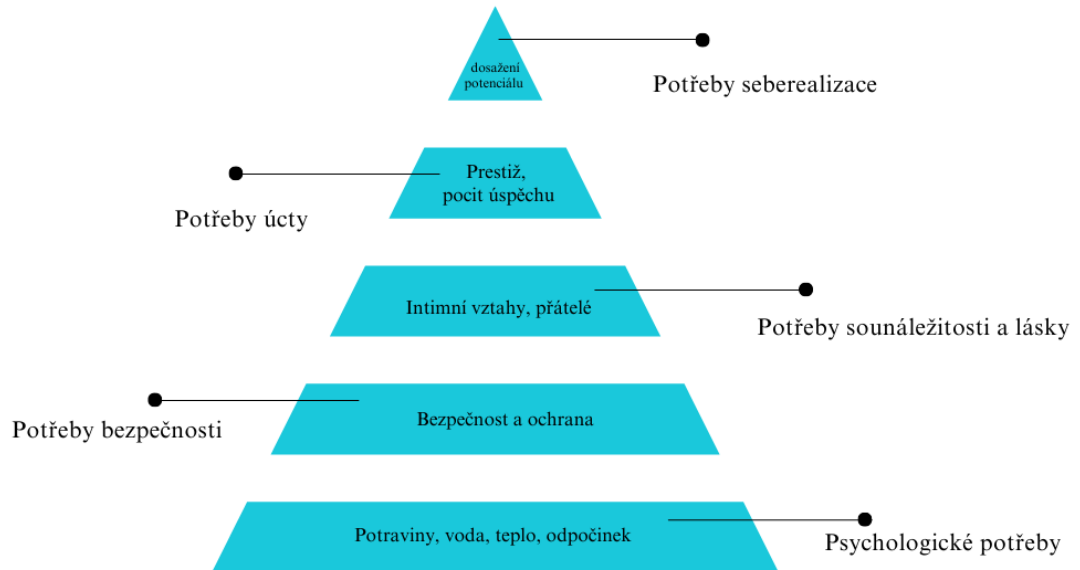 dosažení
potenciálu
Potřeby seberealizace
Prestiž,
pocit úspěchu
Potřeby úcty
Intimní vztahy, přátelé
Potřeby sounáležitosti a lásky
Bezpečnost a ochrana
Potřeby bezpečnosti
Potraviny, voda, teplo, odpočinek
Psychologické potřeby